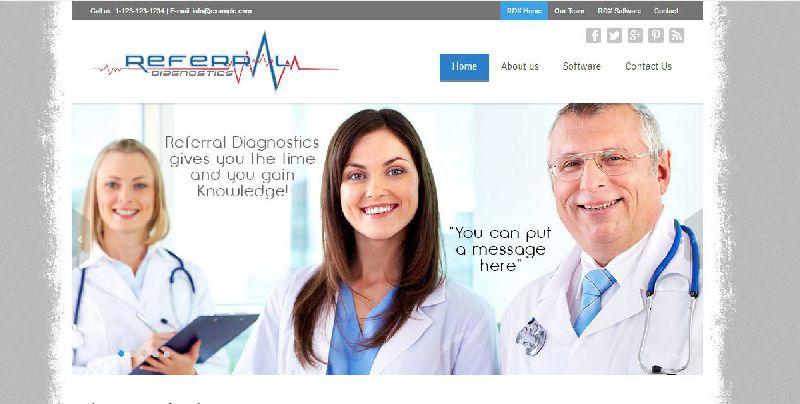 Call us. 1-123-123-1234 | E-mail. info@example.com
RDX Home
Our Team
RDX Software
Contact
REFERRAL
DIAGNOSTICS
Home
About us
Software
Contact Us
Referral Diagnostics
gives you the time
and you gain
Knowledge!
"You can put
a message
here"